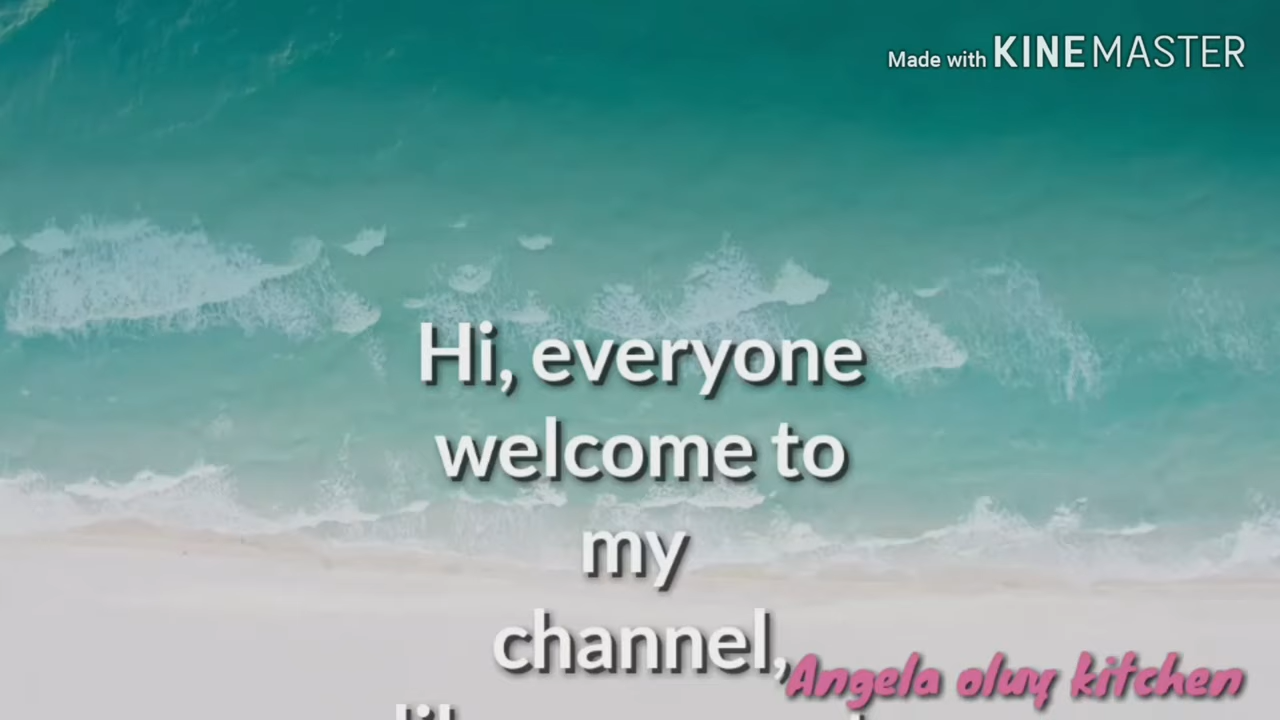 Made with KINEMASTER
Hi, everyone
welcome to
my
channel,
Angela oluy kitchen